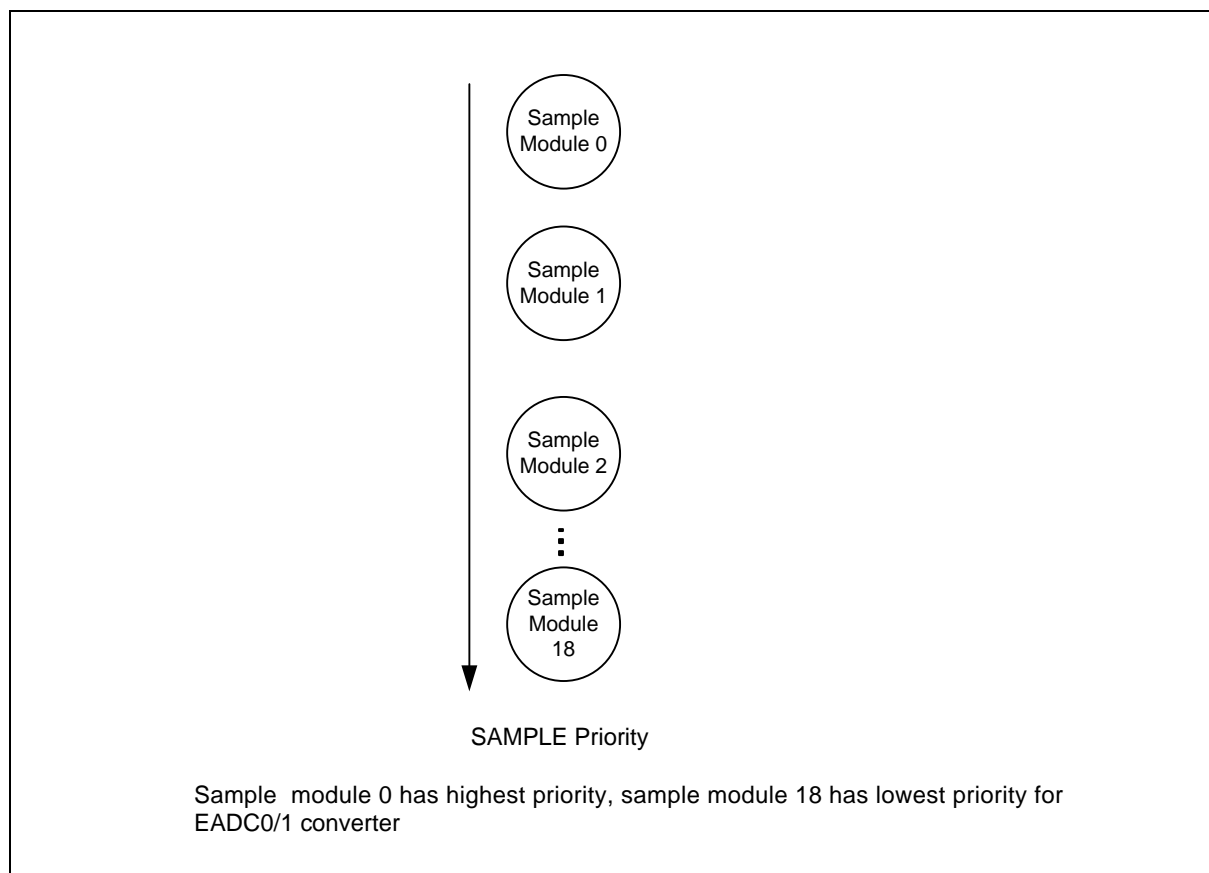 Sample
Module 0
Sample
Module 1
Sample
Module 2
Sample
Module
18
SAMPLE Priority
Sample module 0 has highest priority, sample module 18 has lowest priority for
EADC0/1 converter